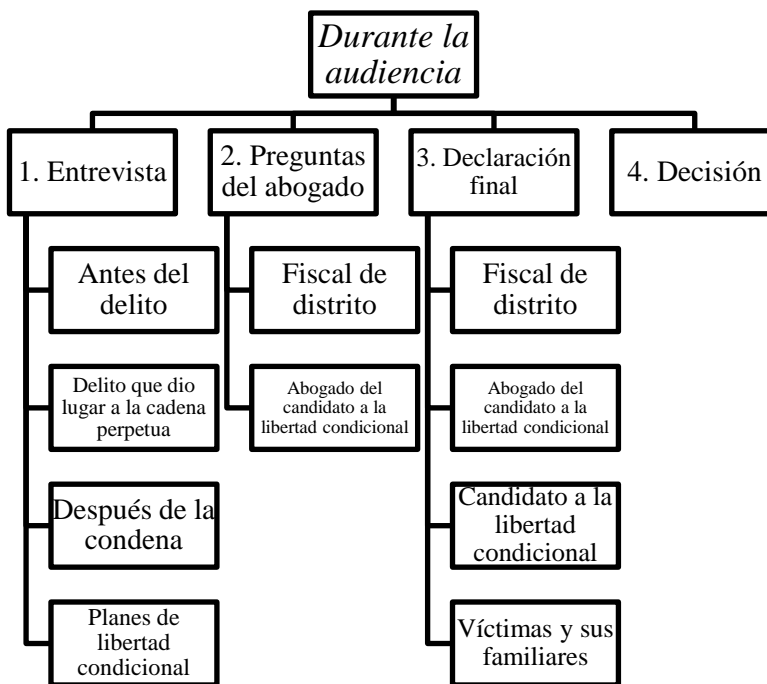 Durante la
audiencia
1. Entrevista
Antes del
delito
Delito que dio
lugar a la cadena
perpetua
Después de la
condena
Planes de
libertad
condicional
2. Preguntas
del abogado
Fiscal de
distrito
Abogado del
candidato a la
libertad condicional
3. Declaración
final
Fiscal de
distrito
Abogado del
candidato a la
libertad condicional
Candidato a la
libertad
condicional
Víctimas y sus
familiares
4. Decisión